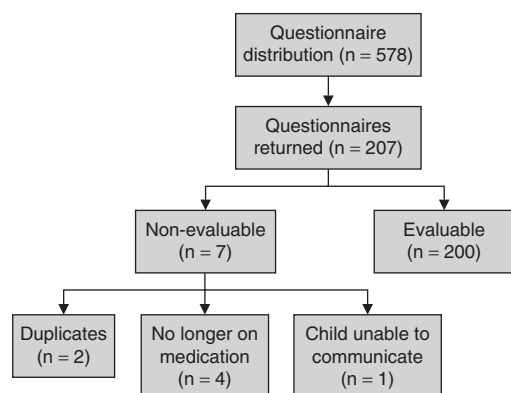 Questionnaire
distribution (n = 578)
Questionnaires
returned (n = 207)
Non-evaluable
(n = 7)
Evaluable
(n = 200)
Duplicates
(n = 2)
No longer on
medication
(n = 4)
Child unable to
communicate
(n = 1)